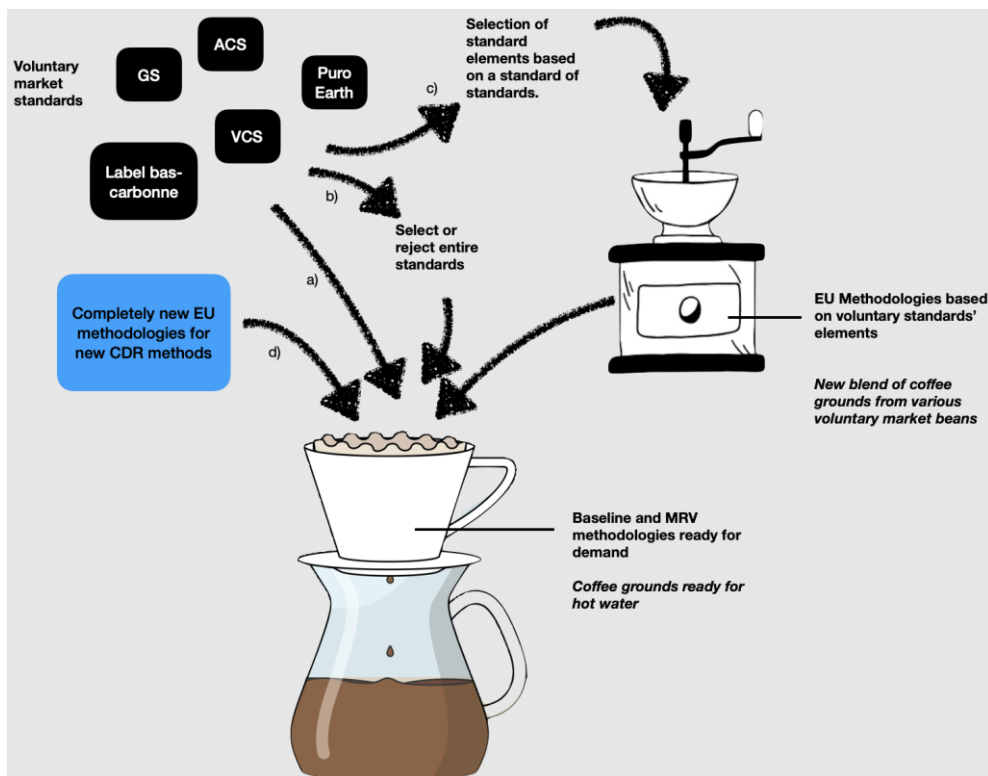 Voluntary
market
standards
GS
ACS
Puro
Earth
VCS
Label bas-
carbonne
c)
Selection of
standard
elements based
on a standard of
standards.
b)
Select or
reject entire
standards
a)
Completely new EU
methodologies for
new CDR methods
d)
EU Methodologies based
on voluntary standards’
elements
New blend of coffee
grounds from various
voluntary market beans
Baseline and MRV
methodologies ready for
demand
Coffee grounds ready for
hot water